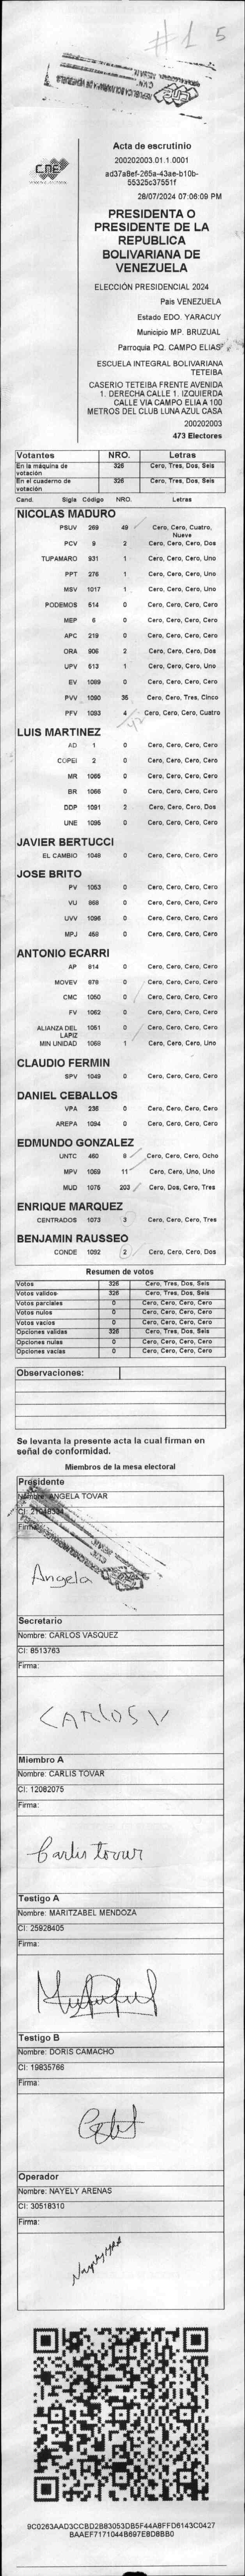 #1 5
CNE
Acta de escrutinio
200202003.01.1.0001
ad37a8ef-265a-43ae-b10b-
55325c37551f
28/07/2024 07:06:09 PM
PRESIDENTA O
PRESIDENTE DE LA
REPUBLICA
BOLIVARIANA DE
VENEZUELA
ELECCIÓN PRESIDENCIAL 2024
Pais VENEZUELA
Estado EDO. YARACUY
Municipio MP. BRUZUAL
Parroquia PQ. CAMPO ELIAS
ESCUELA INTEGRAL BOLIVARIANA
TETEIBA
CASERIO TETEIBA FRENTE AVENIDA
1. DERECHA CALLE 1. IZQUIERDA
CALLE VIA CAMPO ELIA A 100
METROS DEL CLUB LUNA AZUL CASA
200202003
473 Electores
Votantes NRO. Letras
En la máquina de votación 326 Cero, Tres, Dos, Seis
En el cuaderno de votación 326 Cero, Tres, Dos, Seis
Cand. Sigla Código NRO. Letras
NICOLAS MADURO
PSUV 269 49 Cero, Cero, Cuatro, Nueve
PCV 9 2 Cero, Cero, Cero, Dos
TUPAMARO 931 1 Cero, Cero, Cero, Uno
PPT 276 1 Cero, Cero, Cero, Uno
MSV 1017 1 Cero, Cero, Cero, Uno
PODEMOS 514 0 Cero, Cero, Cero, Cero
MEP 6 0 Cero, Cero, Cero, Cero
APC 219 0 Cero, Cero, Cero, Cero
ORA 906 2 Cero, Cero, Cero, Dos
UPV 513 1 Cero, Cero, Cero, Uno
EV 1089 0 Cero, Cero, Cero, Cero
PVV 1090 35 Cero, Cero, Tres, Cinco
PFV 1093 4 Cero, Cero, Cero, Cuatro
LUIS MARTINEZ
AD 1 0 Cero, Cero, Cero, Cero
COPEI 2 0 Cero, Cero, Cero, Cero
MR 1065 0 Cero, Cero, Cero, Cero
BR 1066 0 Cero, Cero, Cero, Cero
DDP 1091 2 Cero, Cero, Cero, Dos
UNE 1095 0 Cero, Cero, Cero, Cero
JAVIER BERTUCCI
EL CAMBIO 1048 0 Cero, Cero, Cero, Cero
JOSE BRITO
PV 1053 0 Cero, Cero, Cero, Cero
VU 868 0 Cero, Cero, Cero, Cero
UVV 1096 0 Cero, Cero, Cero, Cero
MPJ 459 0 Cero, Cero, Cero, Cero
ANTONIO ECARRI
AP 814 0 Cero, Cero, Cero, Cero
MOVEV 878 0 Cero, Cero, Cero, Cero
CMC 1050 0 Cero, Cero, Cero, Cero
FV 1062 0 Cero, Cero, Cero, Cero
ALIANZA DEL LAPIZ 1051 0 Cero, Cero, Cero, Cero
MIN UNIDAD 1069 1 Cero, Cero, Cero, Uno
CLAUDIO FERMIN
SPV 1049 0 Cero, Cero, Cero, Cero
DANIEL CEBALLOS
VPA 236 0 Cero, Cero, Cero, Cero
AREPA 1094 0 Cero, Cero, Cero, Cero
EDMUNDO GONZALEZ
UNTC 460 8 Cero, Cero, Cero, Ocho
MPV 1069 11 Cero, Cero, Uno, Uno
MUD 1075 203 Cero, Dos, Cero, Tres
ENRIQUE MARQUEZ
CENTRADOS 1073 3 Cero, Cero, Cero, Tres
BENJAMIN RAUSSEO
CONDE 1092 2 Cero, Cero, Cero, Dos
Resumen de votos
Votos 326 Cero, Tres, Dos, Seis
Votos validos 326 Cero, Tres, Dos, Seis
Votos parciales 0 Cero, Cero, Cero, Cero
Votos nulos 0 Cero, Cero, Cero, Cero
Votos vacios 0 Cero, Cero, Cero, Cero
Opciones validas 326 Cero, Tres, Dos, Seis
Opciones nulas 0 Cero, Cero, Cero, Cero
Opciones vacias 0 Cero, Cero, Cero, Cero
Observaciones:
Se levanta la presente acta la cual firman en
señal de conformidad.
Miembros de la mesa electoral
Presidente
Nombre: ANGELA TOVAR
Firma:
Angela
Secretario
Nombre: CARLOS VASQUEZ
CI: 8513763
Firma:
CARLOS V
Miembro A
Nombre: CARLIS TOVAR
CI: 12082075
Firma:
Carlis tovar
Testigo A
Nombre: MARITZABEL MENDOZA
CI: 25928405
Firma:
Testigo B
Nombre: DORIS CAMACHO
CI: 19835766
Firma:
Operador
Nombre: NAYELY ARENAS
CI: 30518310
Firma:
9C0263AAD3CCBD2B83053DB5F44A8FFD6143C0427
BAAEF7171044B697E8D8BB0